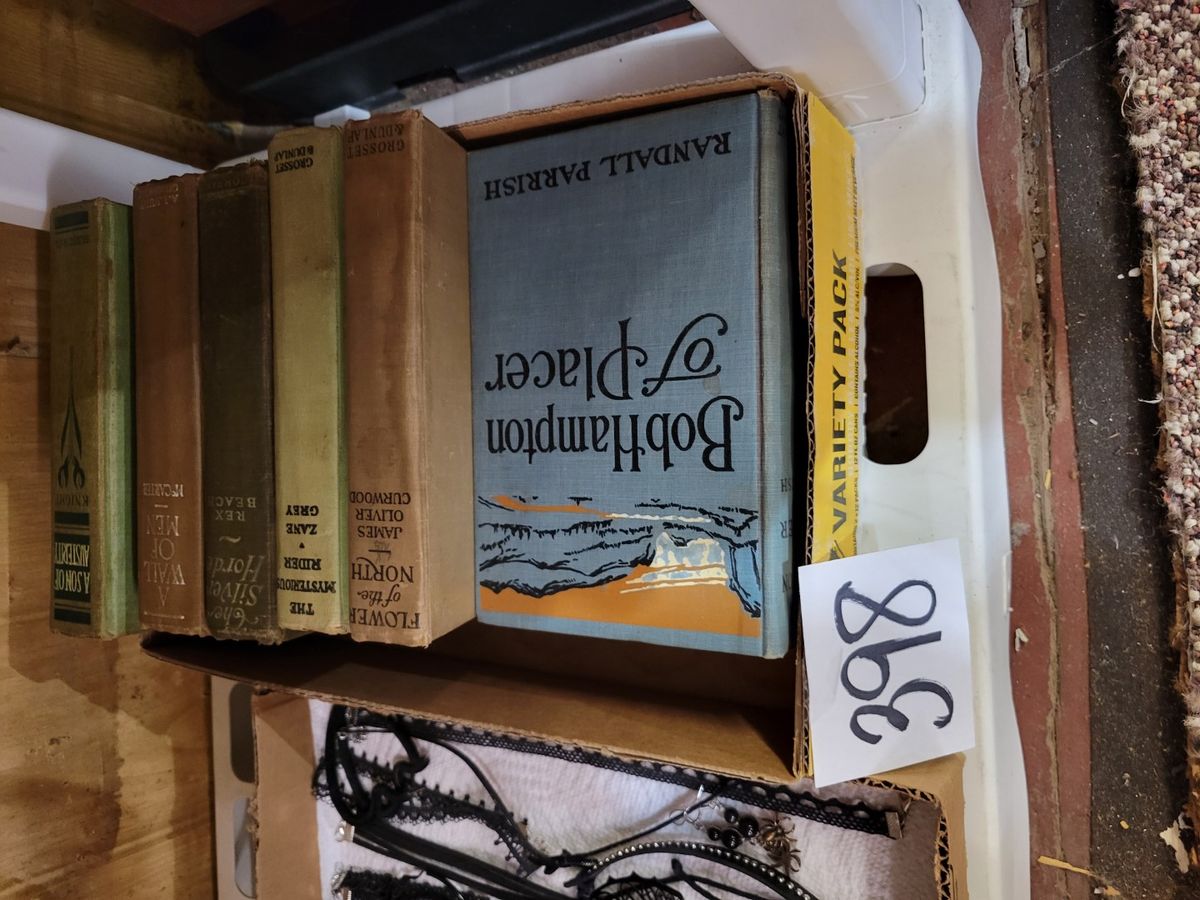 A SON OF
AUSTERITY
KNIGHT
A
WALL
OF
MEN
McCARTER
The
Silver
Horde
REX
BEACH
THE
MYSTERIOUS
RIDER
ZANE
GREY
GROSSET
& DUNLAP
FLOWER
of the
NORTH
JAMES
OLIVER
CURWOOD
GROSSET
& DUNLAP
Bob Hampton
of Placer
RANDALL PARRISH
VARIETY PACK
398